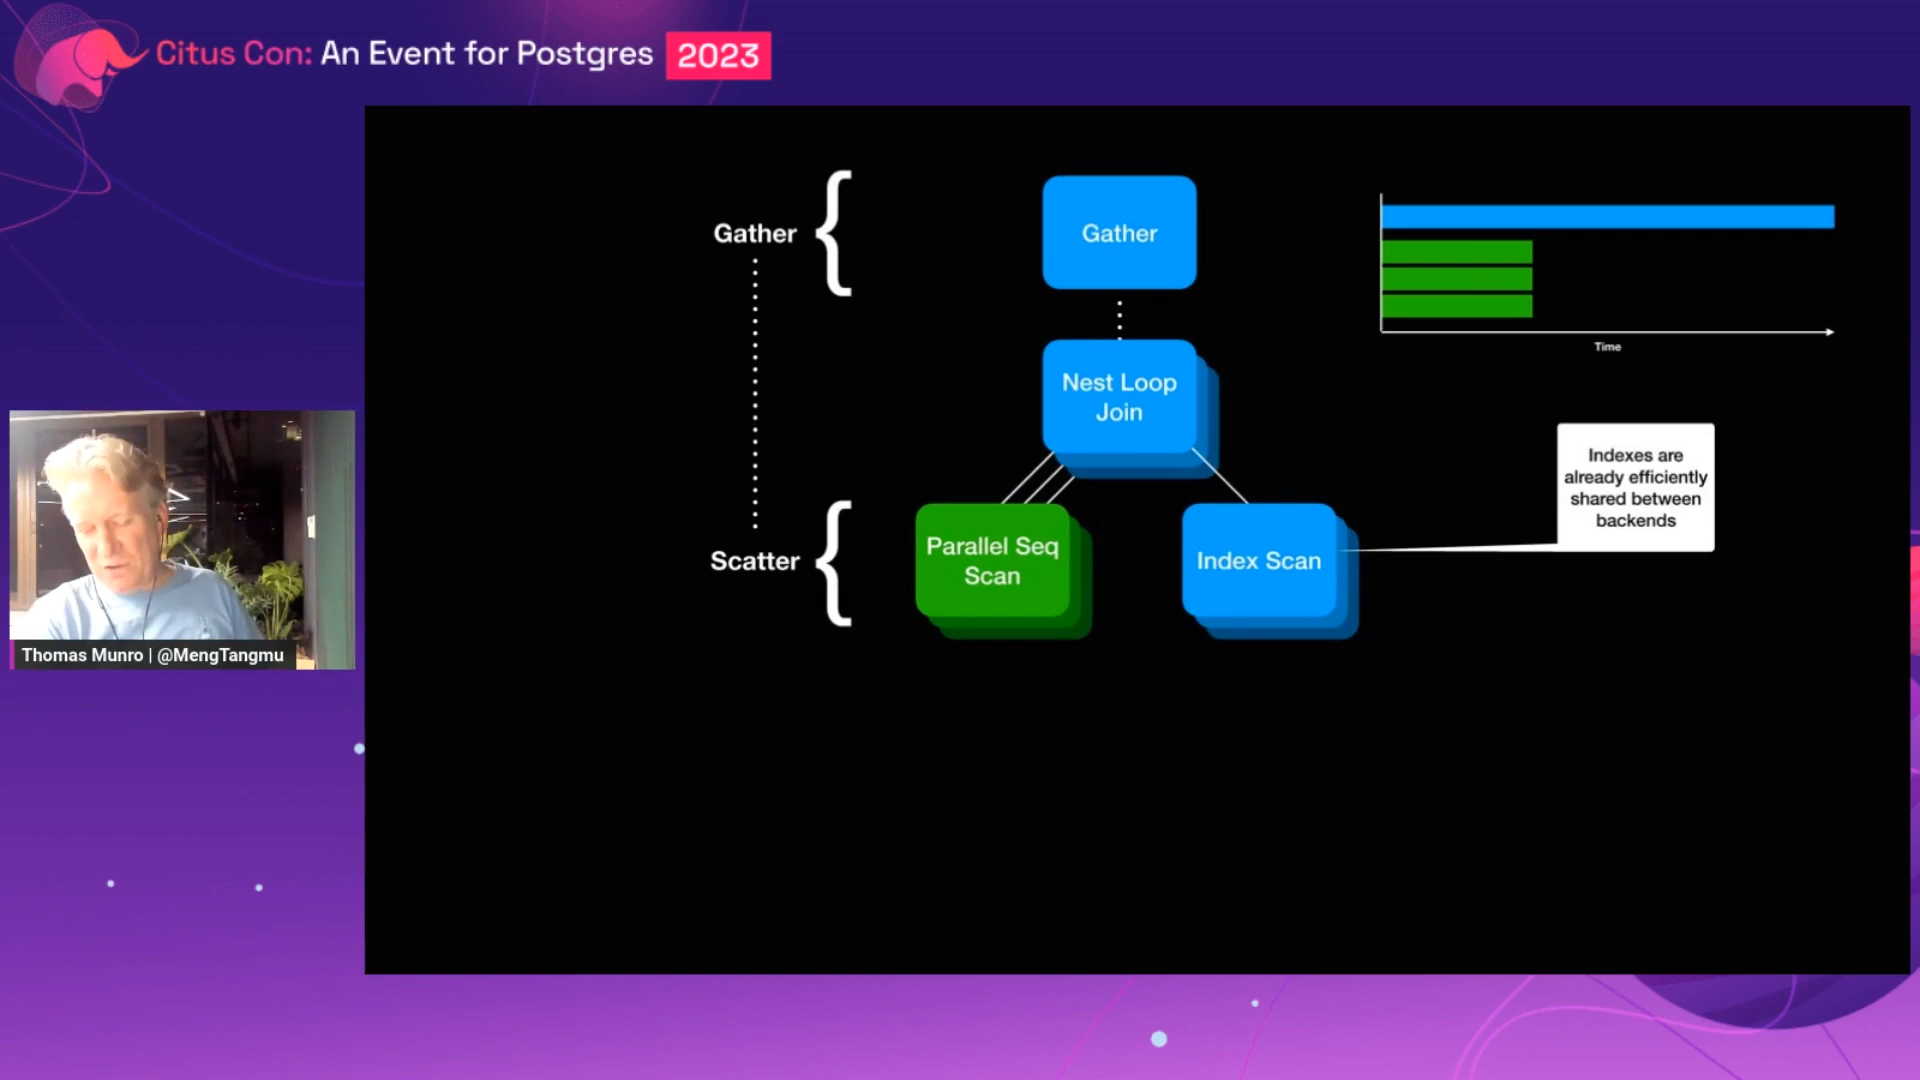 Citus Con: An Event for Postgres 2023
Gather
Gather
Nest Loop
Join
Time
Indexes are
already efficiently
shared between
backends
Scatter
Parallel Seq
Scan
Index Scan
Thomas Munro | @MengTangmu